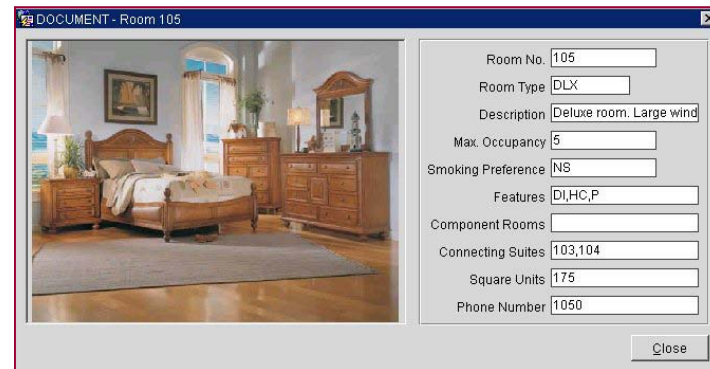 DOCUMENT - Room 105
Room No. 105
Room Type DLX
Description Deluxe room. Large wind
Max. Occupancy 5
Smoking Preference NS
Features DI,HC,P
Component Rooms
Connecting Suites 103,104
Square Units 175
Phone Number 1050
Close